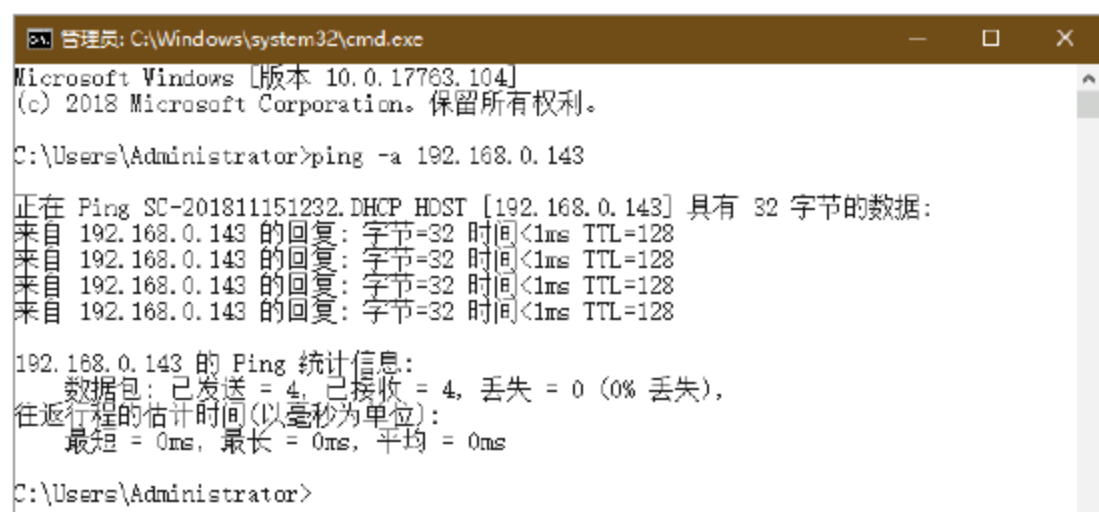 管理员: C:\Windows\system32\cmd.exe
Microsoft Windows [版本 10.0.17763.104]
(c) 2018 Microsoft Corporation。保留所有权利。
C:\Users\Administrator>ping -a 192.168.0.143
正在 Ping SC-201811151232.DHCP HOST [192.168.0.143] 具有 32 字节的数据:
来自 192.168.0.143 的回复: 字节=32 时间<1ms TTL=128
来自 192.168.0.143 的回复: 字节=32 时间<1ms TTL=128
来自 192.168.0.143 的回复: 字节=32 时间<1ms TTL=128
来自 192.168.0.143 的回复: 字节=32 时间<1ms TTL=128
192.168.0.143 的 Ping 统计信息:
数据包: 已发送 = 4, 已接收 = 4, 丢失 = 0 (0% 丢失),
往返行程的估计时间(以毫秒为单位):
最短 = 0ms, 最长 = 0ms, 平均 = 0ms
C:\Users\Administrator>